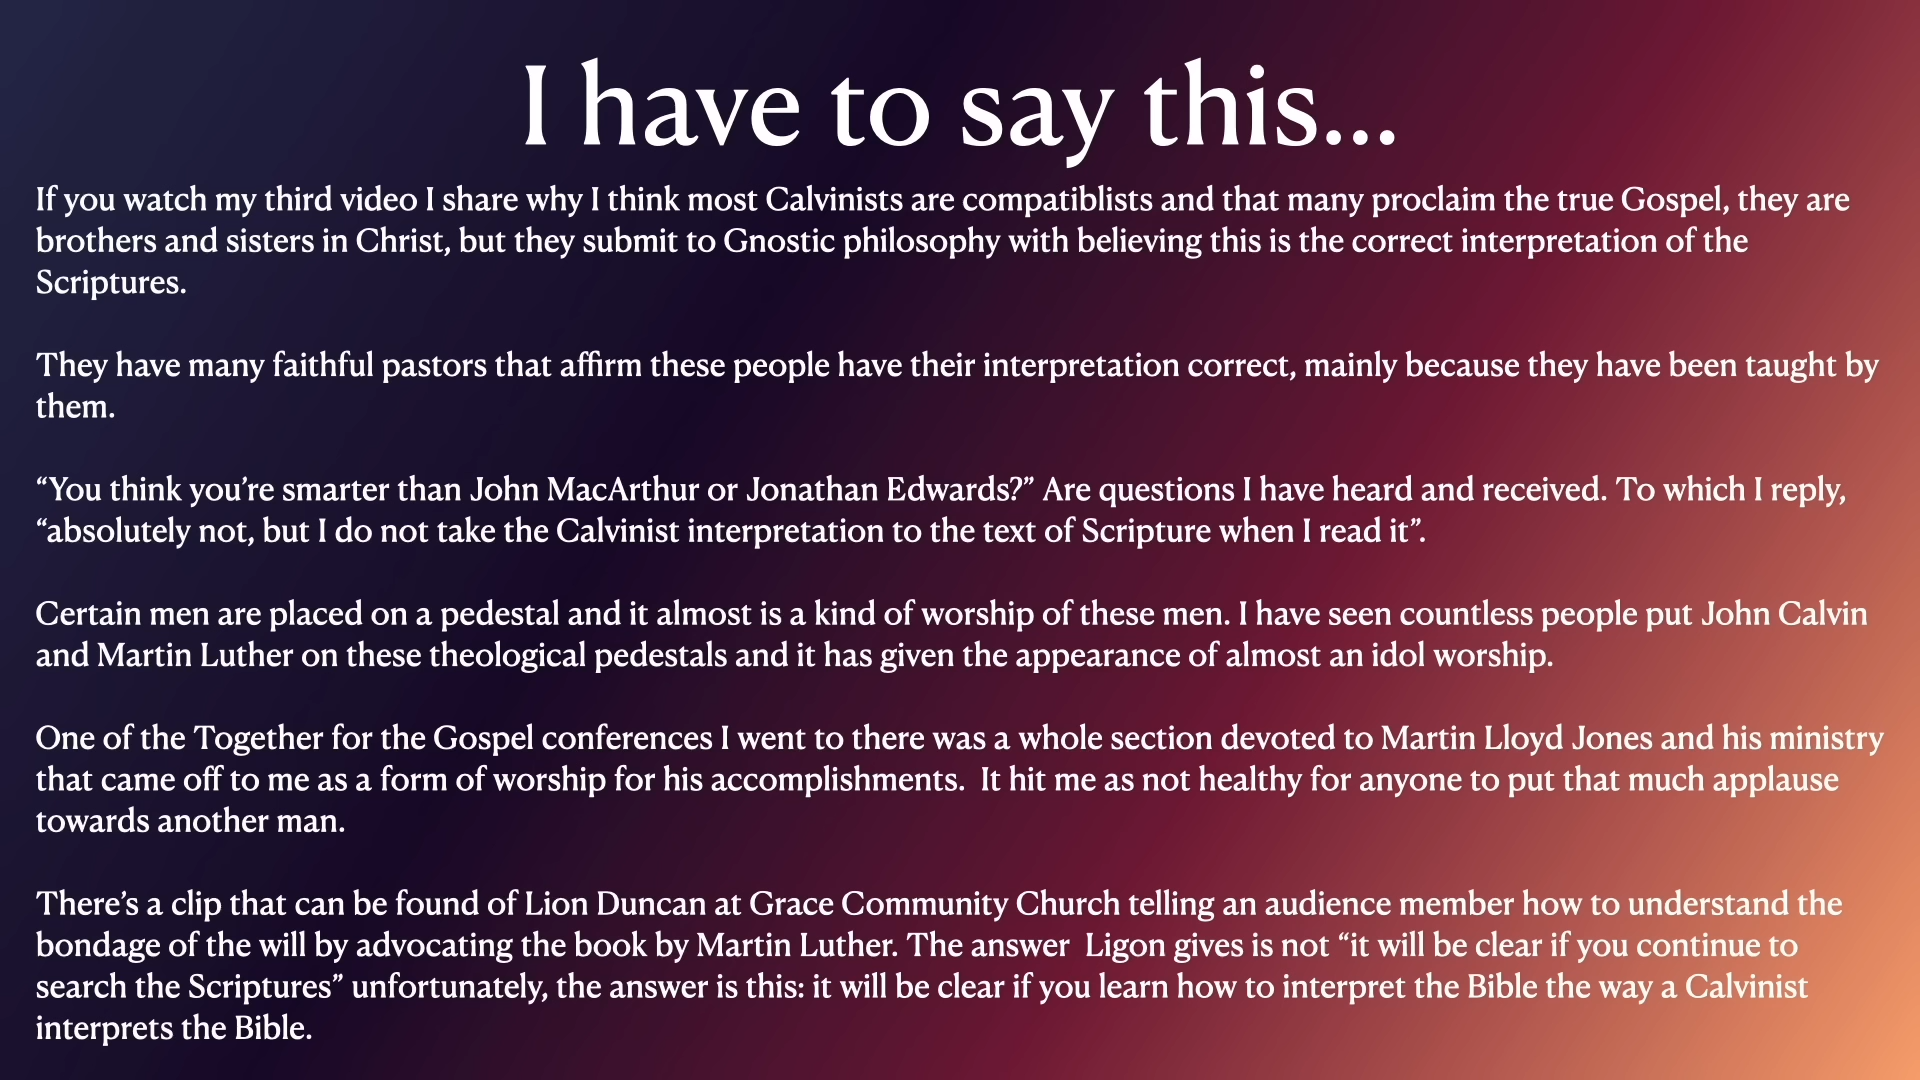 I have to say this...
If you watch my third video I share why I think most Calvinists are compatiblists and that many proclaim the true Gospel, they are
brothers and sisters in Christ, but they submit to Gnostic philosophy with believing this is the correct interpretation of the
Scriptures.
They have many faithful pastors that affirm these people have their interpretation correct, mainly because they have been taught by
them.
“You think you’re smarter than John MacArthur or Jonathan Edwards?” Are questions I have heard and received. To which I reply,
“absolutely not, but I do not take the Calvinist interpretation to the text of Scripture when I read it”.
Certain men are placed on a pedestal and it almost is a kind of worship of these men. I have seen countless people put John Calvin
and Martin Luther on these theological pedestals and it has given the appearance of almost an idol worship.
One of the Together for the Gospel conferences I went to there was a whole section devoted to Martin Lloyd Jones and his ministry
that came off to me as a form of worship for his accomplishments.  It hit me as not healthy for anyone to put that much applause
towards another man.
There’s a clip that can be found of Lion Duncan at Grace Community Church telling an audience member how to understand the
bondage of the will by advocating the book by Martin Luther. The answer  Ligon gives is not “it will be clear if you continue to
search the Scriptures” unfortunately, the answer is this: it will be clear if you learn how to interpret the Bible the way a Calvinist
interprets the Bible.